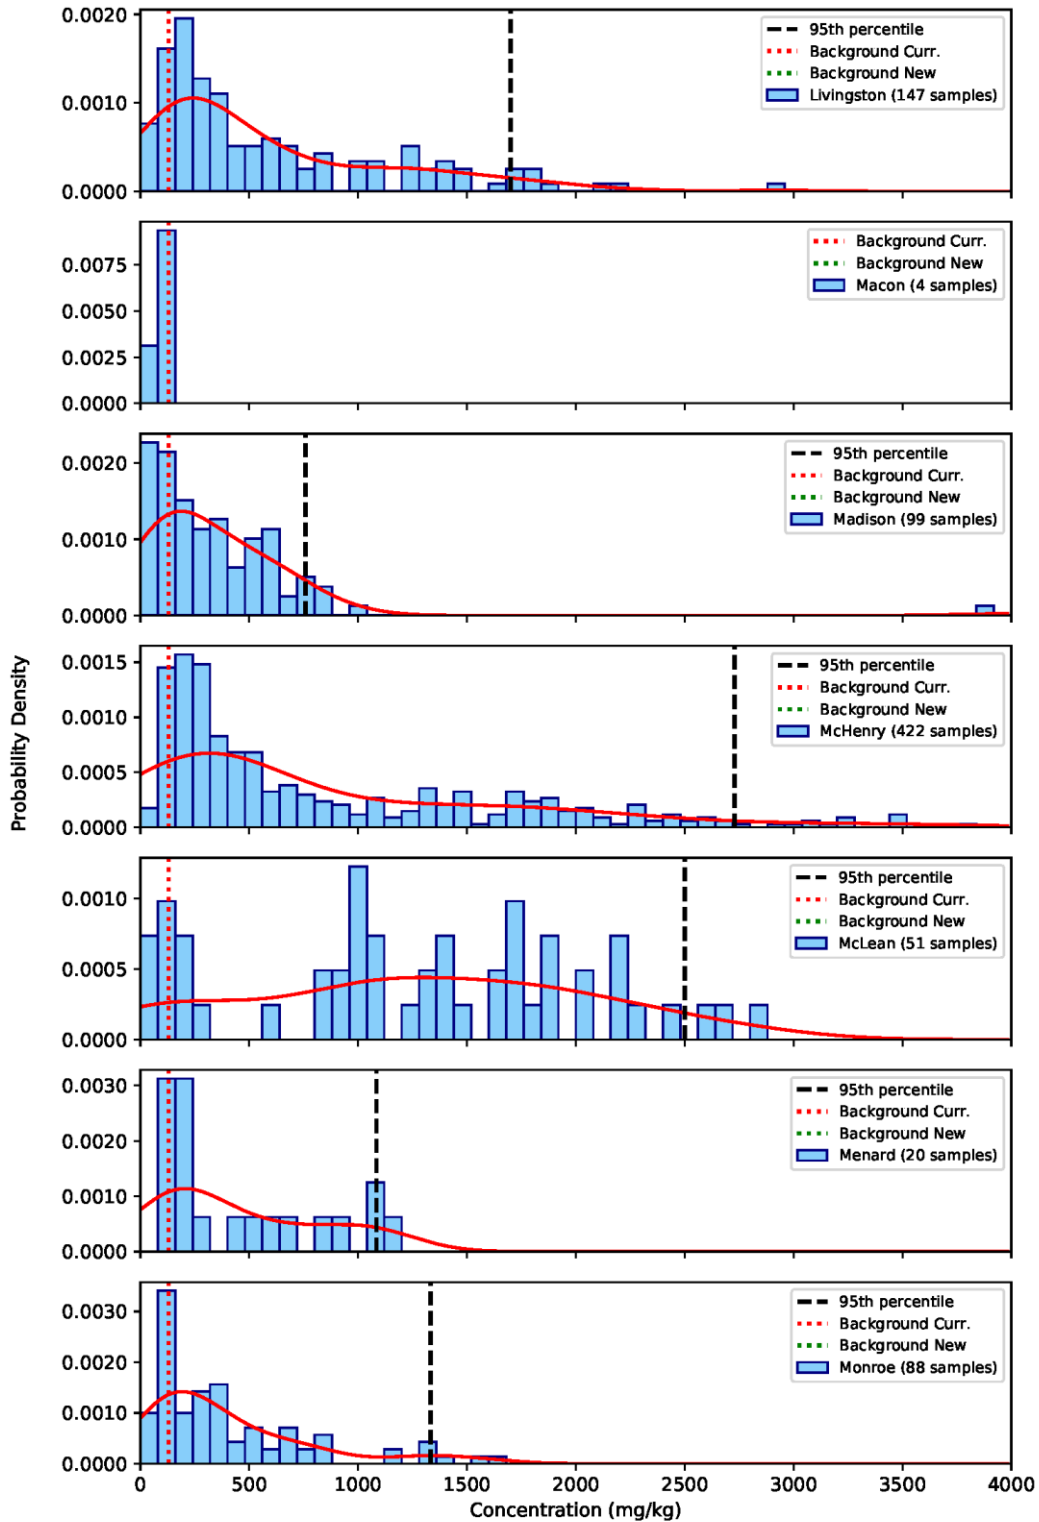 0.0020
0.0010
0.0000
95th percentile
Background Curr.
Background New
Livingston (147 samples)
0.0075
0.0050
0.0025
0.0000
Background Curr.
Background New
Macon (4 samples)
0.0020
0.0010
0.0000
95th percentile
Background Curr.
Background New
Madison (99 samples)
Probability Density
0.0015
0.0010
0.0005
0.0000
95th percentile
Background Curr.
Background New
McHenry (422 samples)
0.0010
0.0005
0.0000
95th percentile
Background Curr.
Background New
McLean (51 samples)
0.0030
0.0020
0.0010
0.0000
95th percentile
Background Curr.
Background New
Menard (20 samples)
0.0030
0.0020
0.0010
0.0000
95th percentile
Background Curr.
Background New
Monroe (88 samples)
0 500 1000 1500 2000 2500 3000 3500 4000
Concentration (mg/kg)